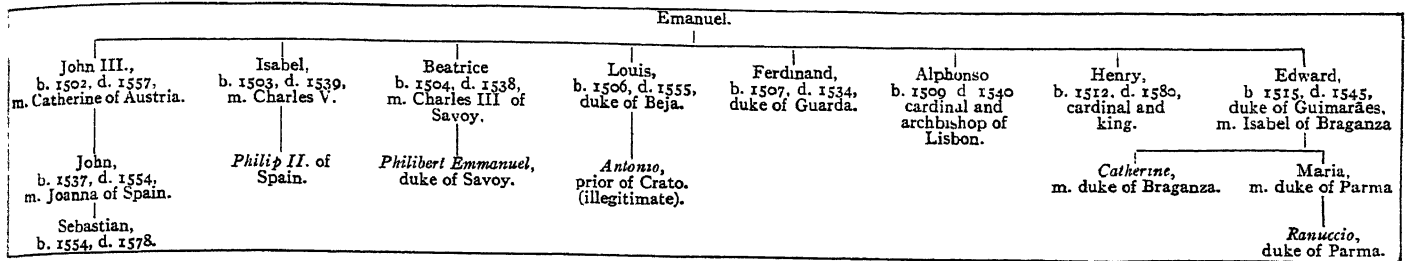 Emanuel.
John III.,
b. 1502, d. 1557,
m. Catherine of Austria.
Isabel,
b. 1503, d. 1539,
m. Charles V.
Beatrice
b. 1504, d. 1538,
m. Charles III of
Savoy.
Louis,
b. 1506, d. 1555,
duke of Beja.
Ferdinand,
b. 1507, d. 1534,
duke of Guarda.
Alphonso
b. 1509 d 1540
cardinal and
archbishop of
Lisbon.
Henry,
b. 1512, d. 1580,
cardinal and
king.
Edward,
b 1515, d. 1545,
duke of Guimarães,
m. Isabel of Braganza
John,
b. 1537, d. 1554,
m. Joanna of Spain.
Philip II. of
Spain.
Philibert Emmanuel,
duke of Savoy.
Antonio,
prior of Crato.
(illegitimate).
Catherine,
m. duke of Braganza.
Maria,
m. duke of Parma
Sebastian,
b. 1554, d. 1578.
Ranuccio,
duke of Parma.